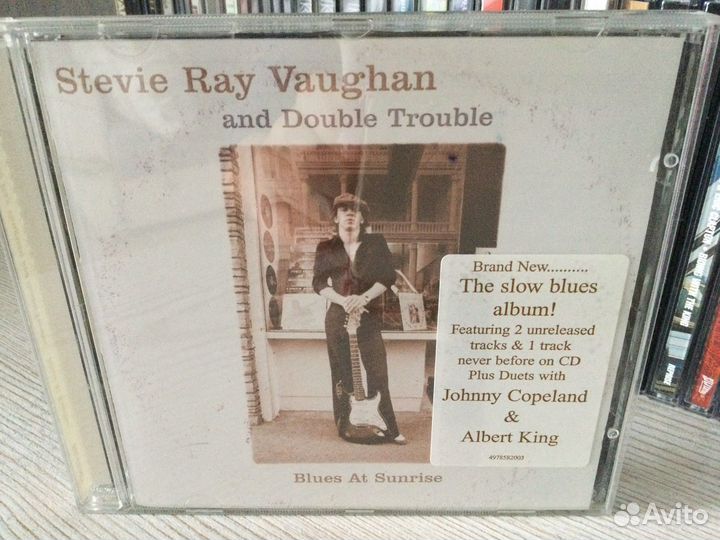 Stevie Ray Vaughan
and Double Trouble
Brand New..........
The slow blues
album!
Featuring 2 unreleased
tracks & 1 track
never before on CD
Plus Duets with
Johnny Copeland
&
Albert King
4978582003
Blues At Sunrise
Avito